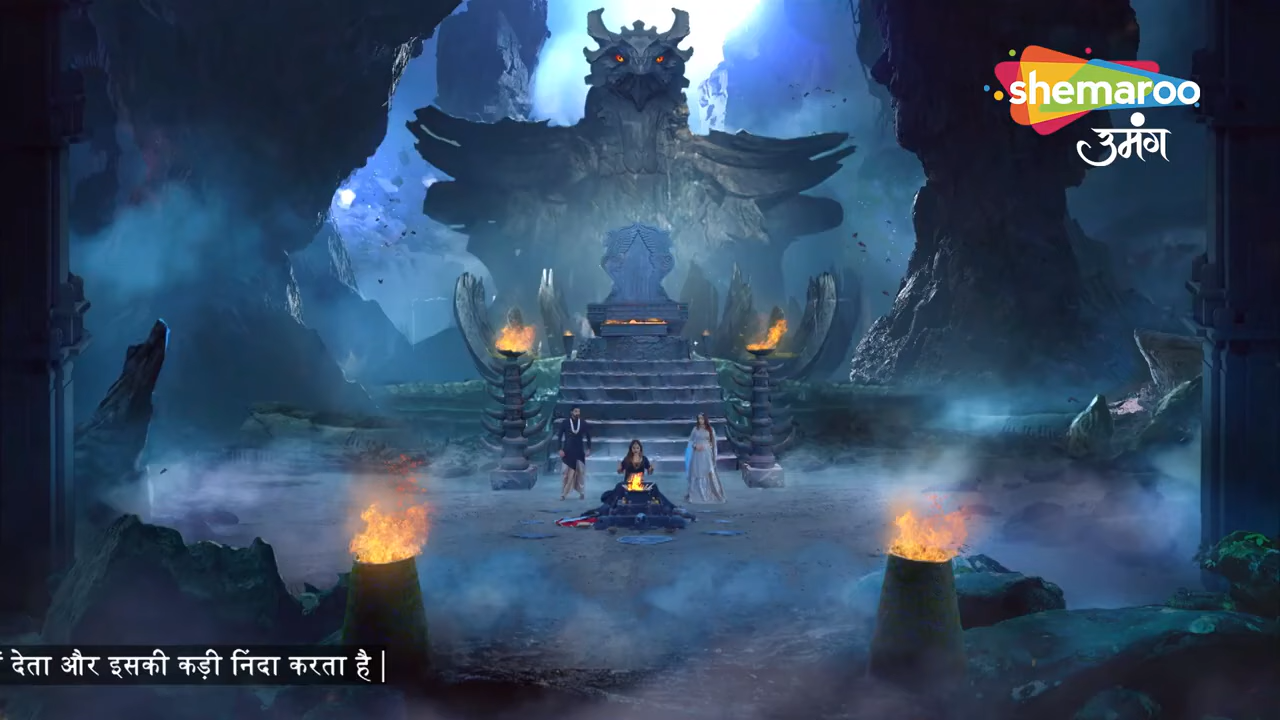 shemaroo
उमंग
देता और इसकी कड़ी निंदा करता है|